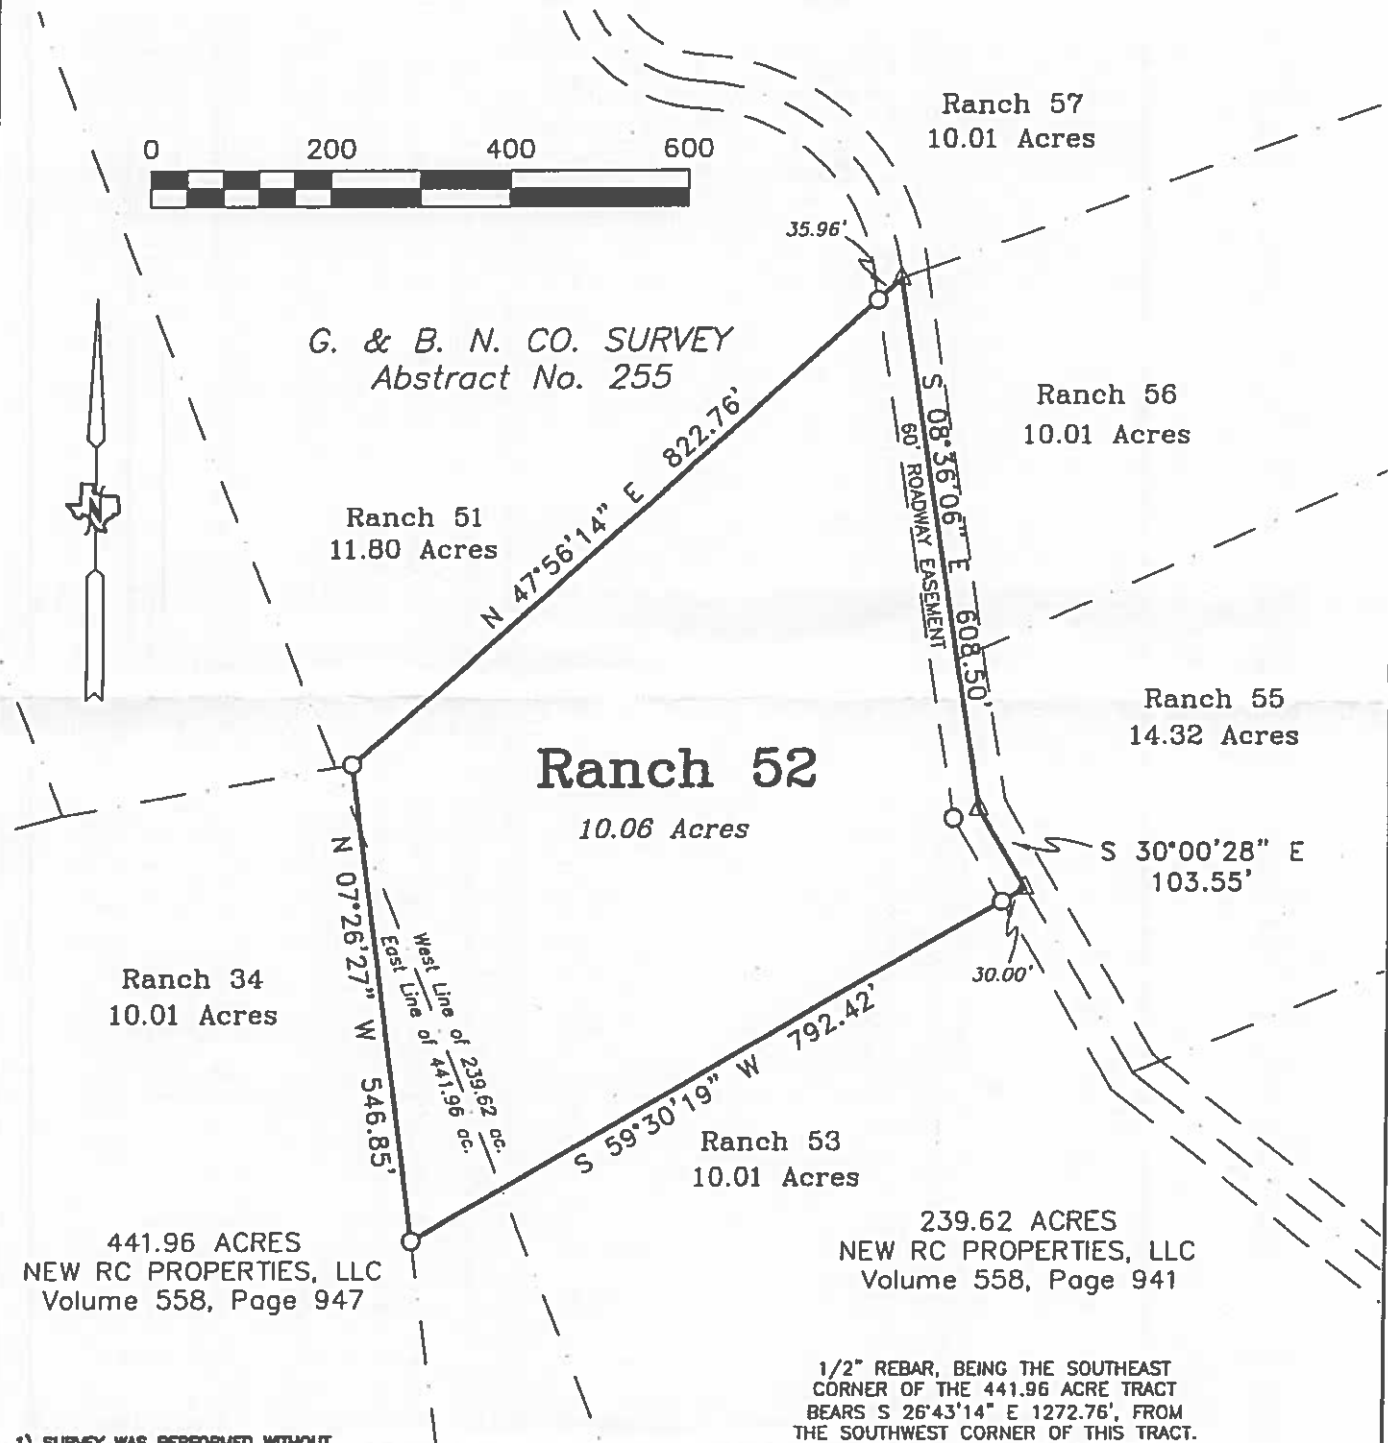 Ranch 57
10.01 Acres
0 200 400 600
35.96'
G. & B. N. CO. SURVEY
Abstract No. 255
N 47°56'14" E 822.76'
S 08°36'06" E 608.50'
60' ROADWAY EASEMENT
Ranch 56
10.01 Acres
N
Ranch 51
11.80 Acres
Ranch 55
14.32 Acres
Ranch 52
10.06 Acres
S 30°00'28" E
103.55'
N 07°26'27" W 546.85'
West Line of 239.62 ac.
East Line of 441.96 ac.
Ranch 34
10.01 Acres
30.00'
S 59°30'19" W 792.42'
Ranch 53
10.01 Acres
441.96 ACRES
NEW RC PROPERTIES, LLC
Volume 558, Page 947
239.62 ACRES
NEW RC PROPERTIES, LLC
Volume 558, Page 941
1/2" REBAR, BEING THE SOUTHEAST
CORNER OF THE 441.96 ACRE TRACT
BEARS S 26°43'14" E 1272.76', FROM
THE SOUTHWEST CORNER OF THIS TRACT.
1) SURVEY WAS PERFORMED WITHOUT